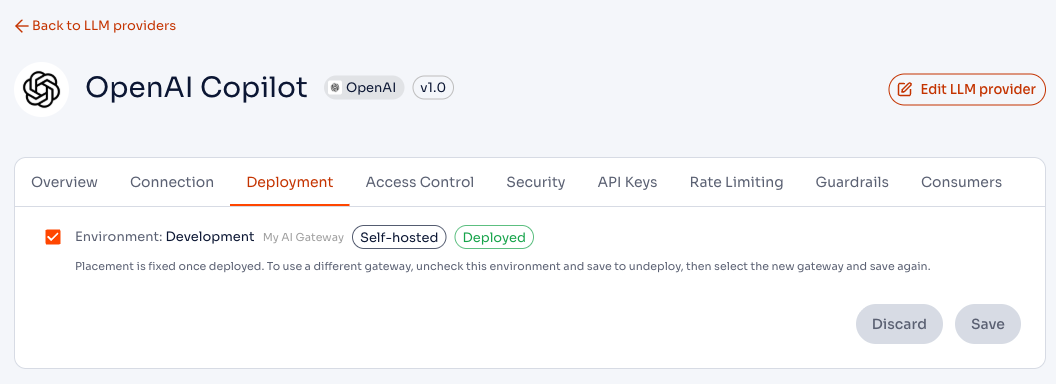 Back to LLM providers
OpenAI Copilot OpenAI v1.0
Edit LLM provider
Overview Connection Deployment Access Control Security API Keys Rate Limiting Guardrails Consumers
Environment: Development My AI Gateway Self-hosted Deployed
Placement is fixed once deployed. To use a different gateway, uncheck this environment and save to undeploy, then select the new gateway and save again.
Discard Save